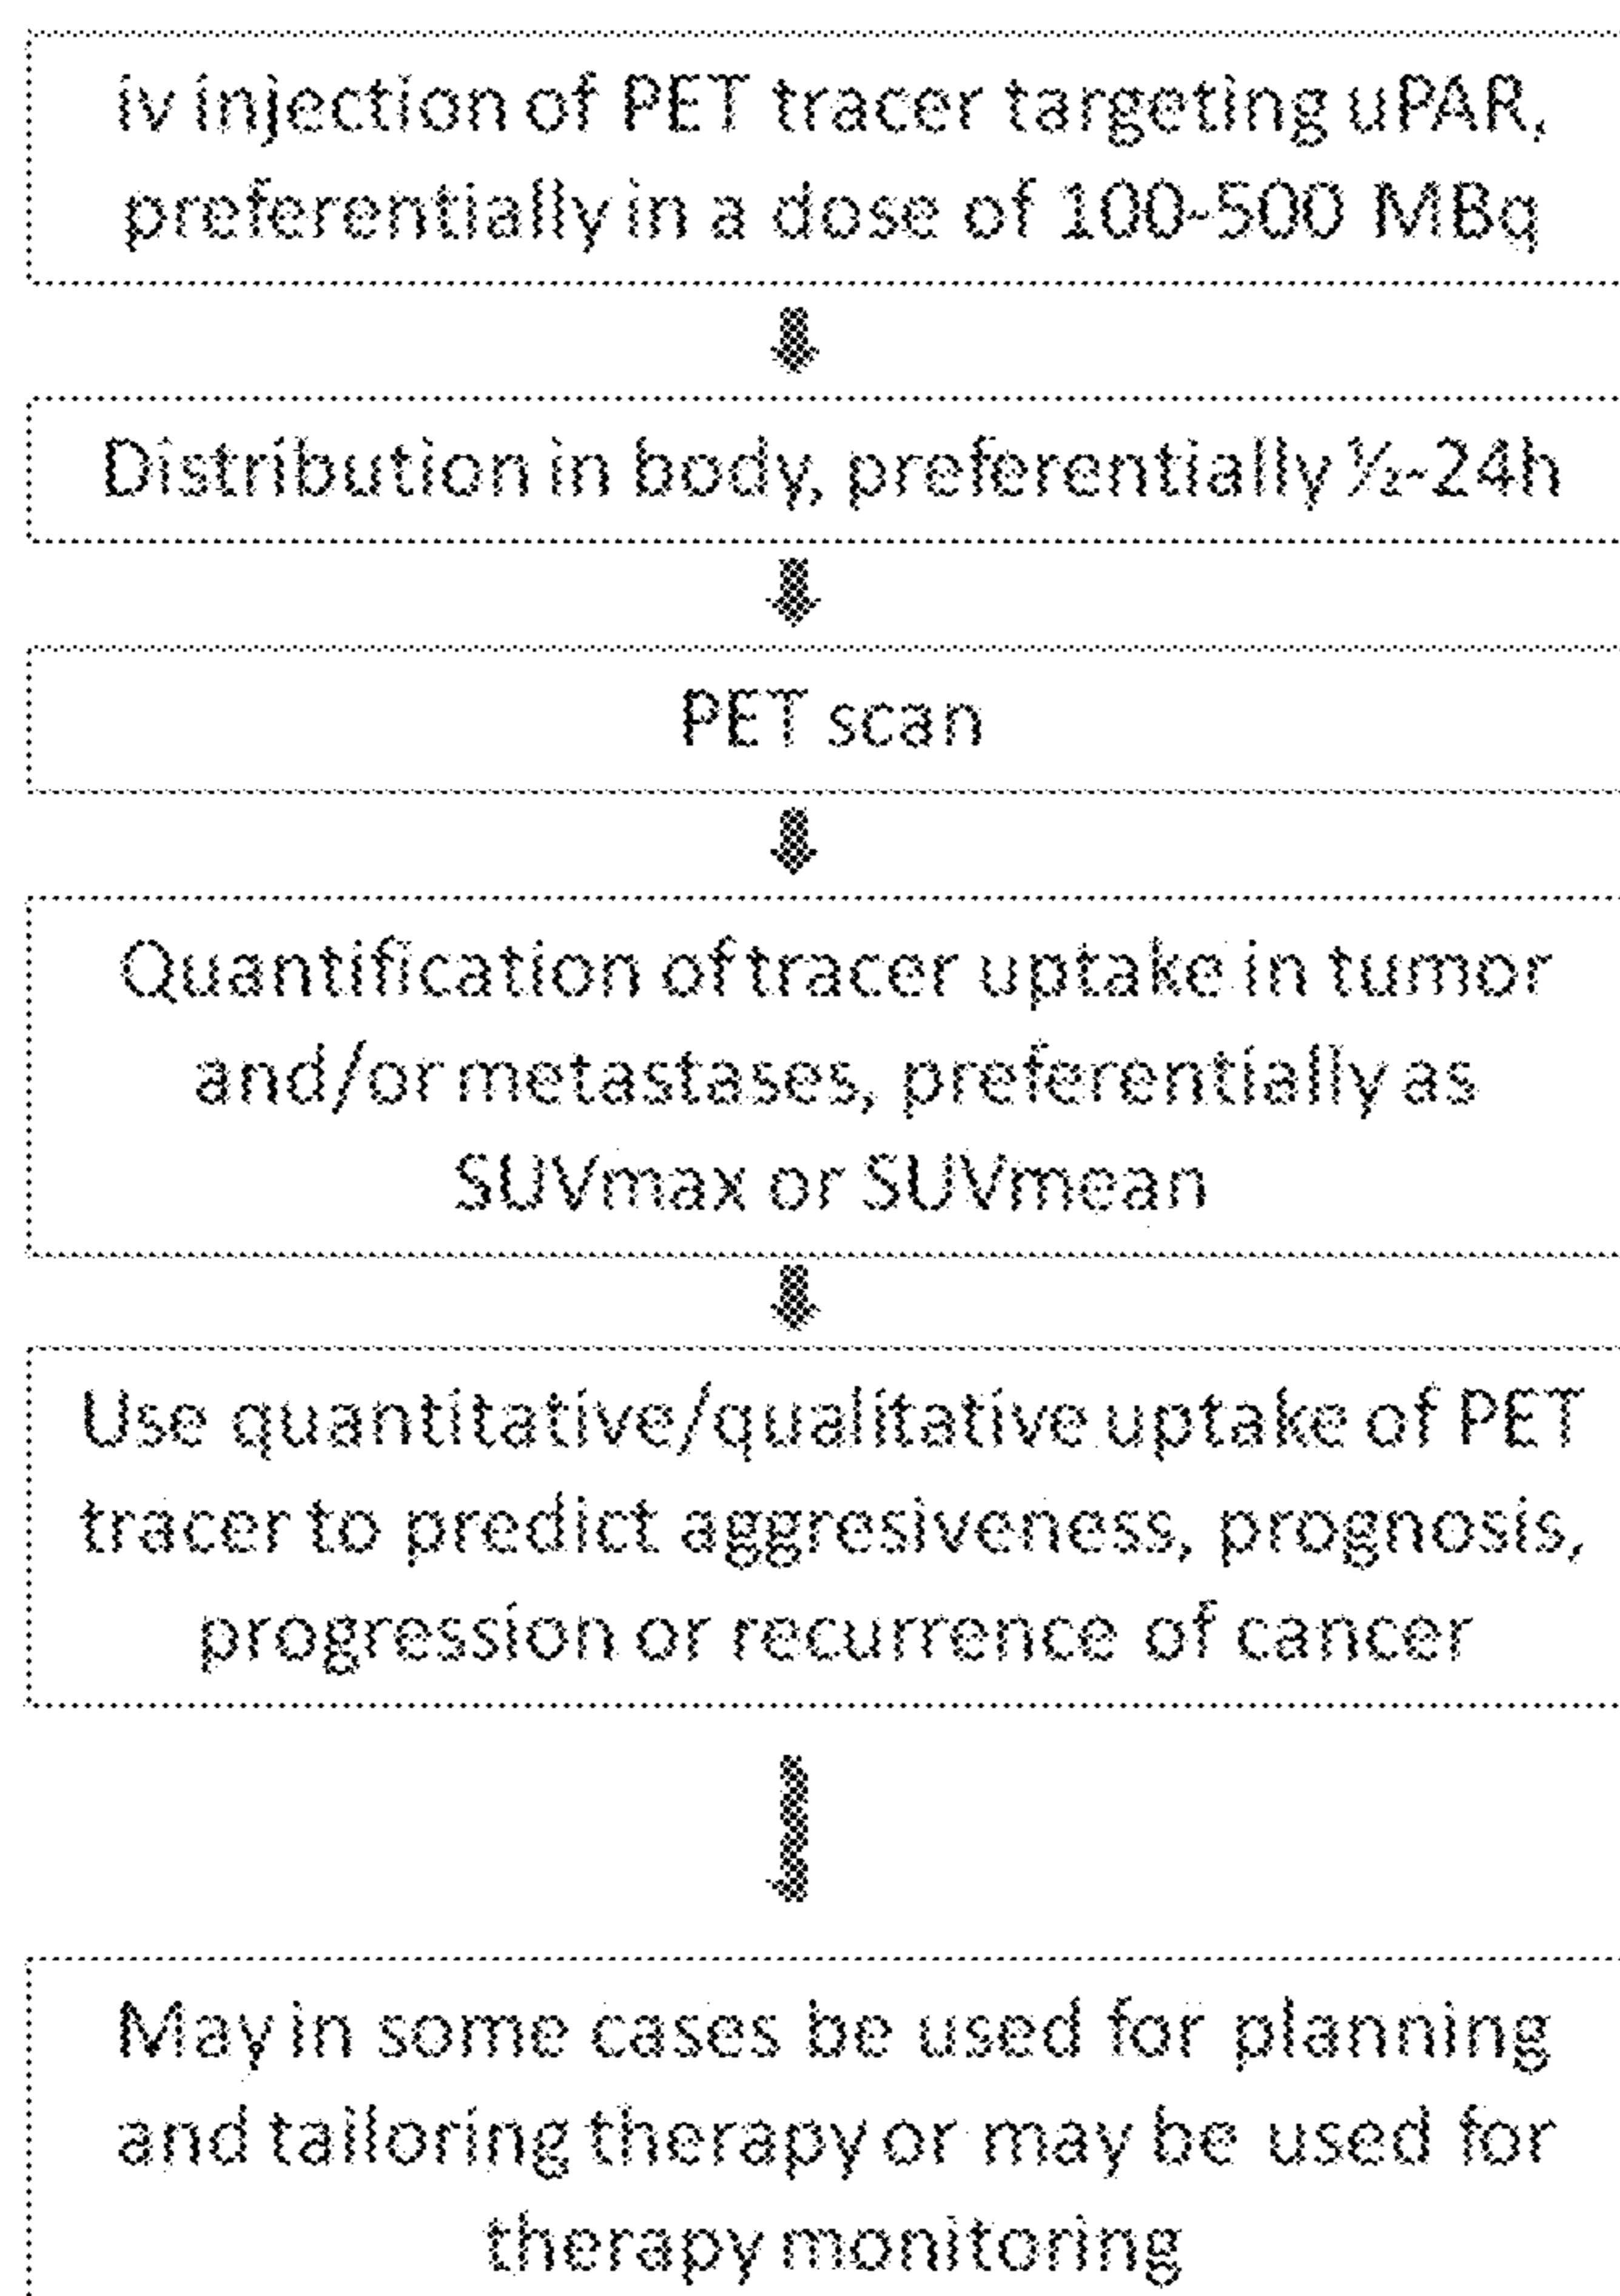 iv injection of PET tracer targeting uPAR,
preferentially in a dose of 100-500 MBq
Distribution in body, preferentially ½-24h
PET scan
Quantification of tracer uptake in tumor
and/or metastases, preferentially as
SUVmax or SUVmean
Use quantitative/qualitative uptake of PET
tracer to predict aggresiveness, prognosis,
progression or recurrence of cancer
May in some cases be used for planning
and tailoring therapy or may be used for
therapy monitoring